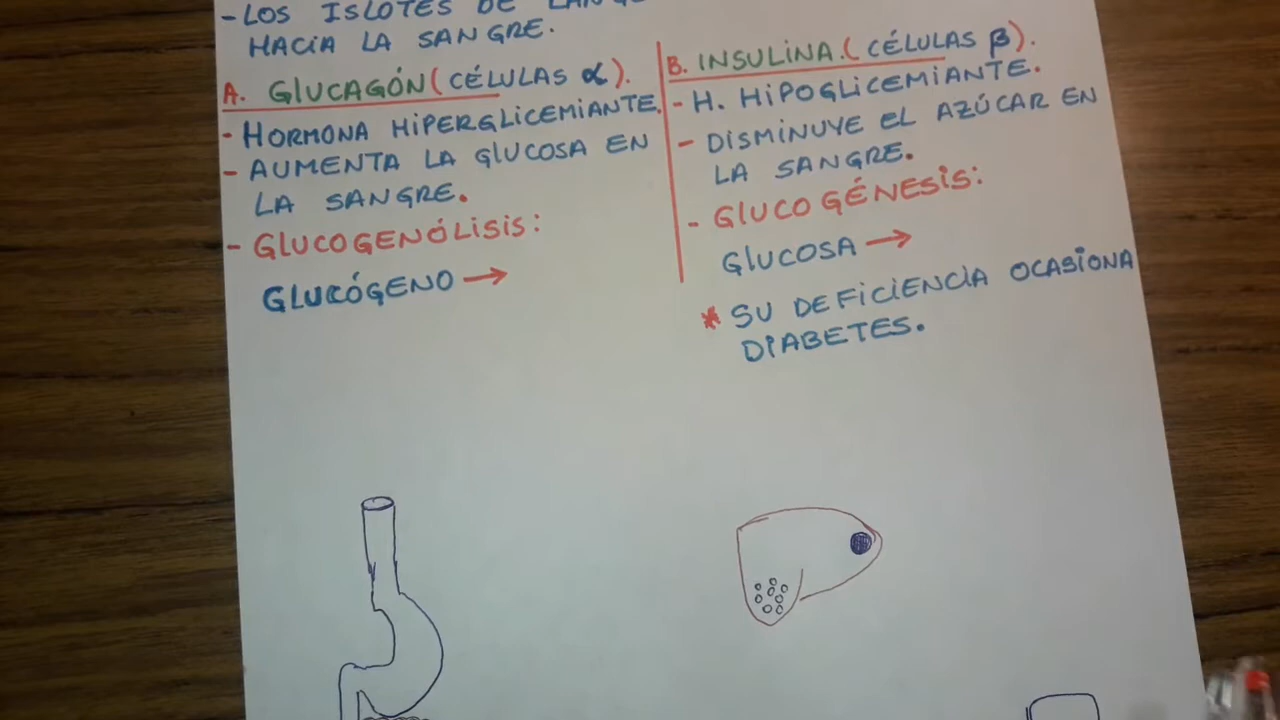 - LOS ISLOTES DE
HACIA LA SANGRE.
A. GLUCAGÓN (CÉLULAS α).
- HORMONA HIPERGLICEMIANTE.
- AUMENTA LA GLUCOSA EN
LA SANGRE.
- GLUCOGENÓLISIS:
GLUCÓGENO →
B. INSULINA. (CÉLULAS β).
- H. HIPOGLICEMIANTE.
- DISMINUYE EL AZÚCAR EN
LA SANGRE.
- GLUCOGÉNESIS:
GLUCOSA →
* SU DEFICIENCIA OCASIONA
DIABETES.